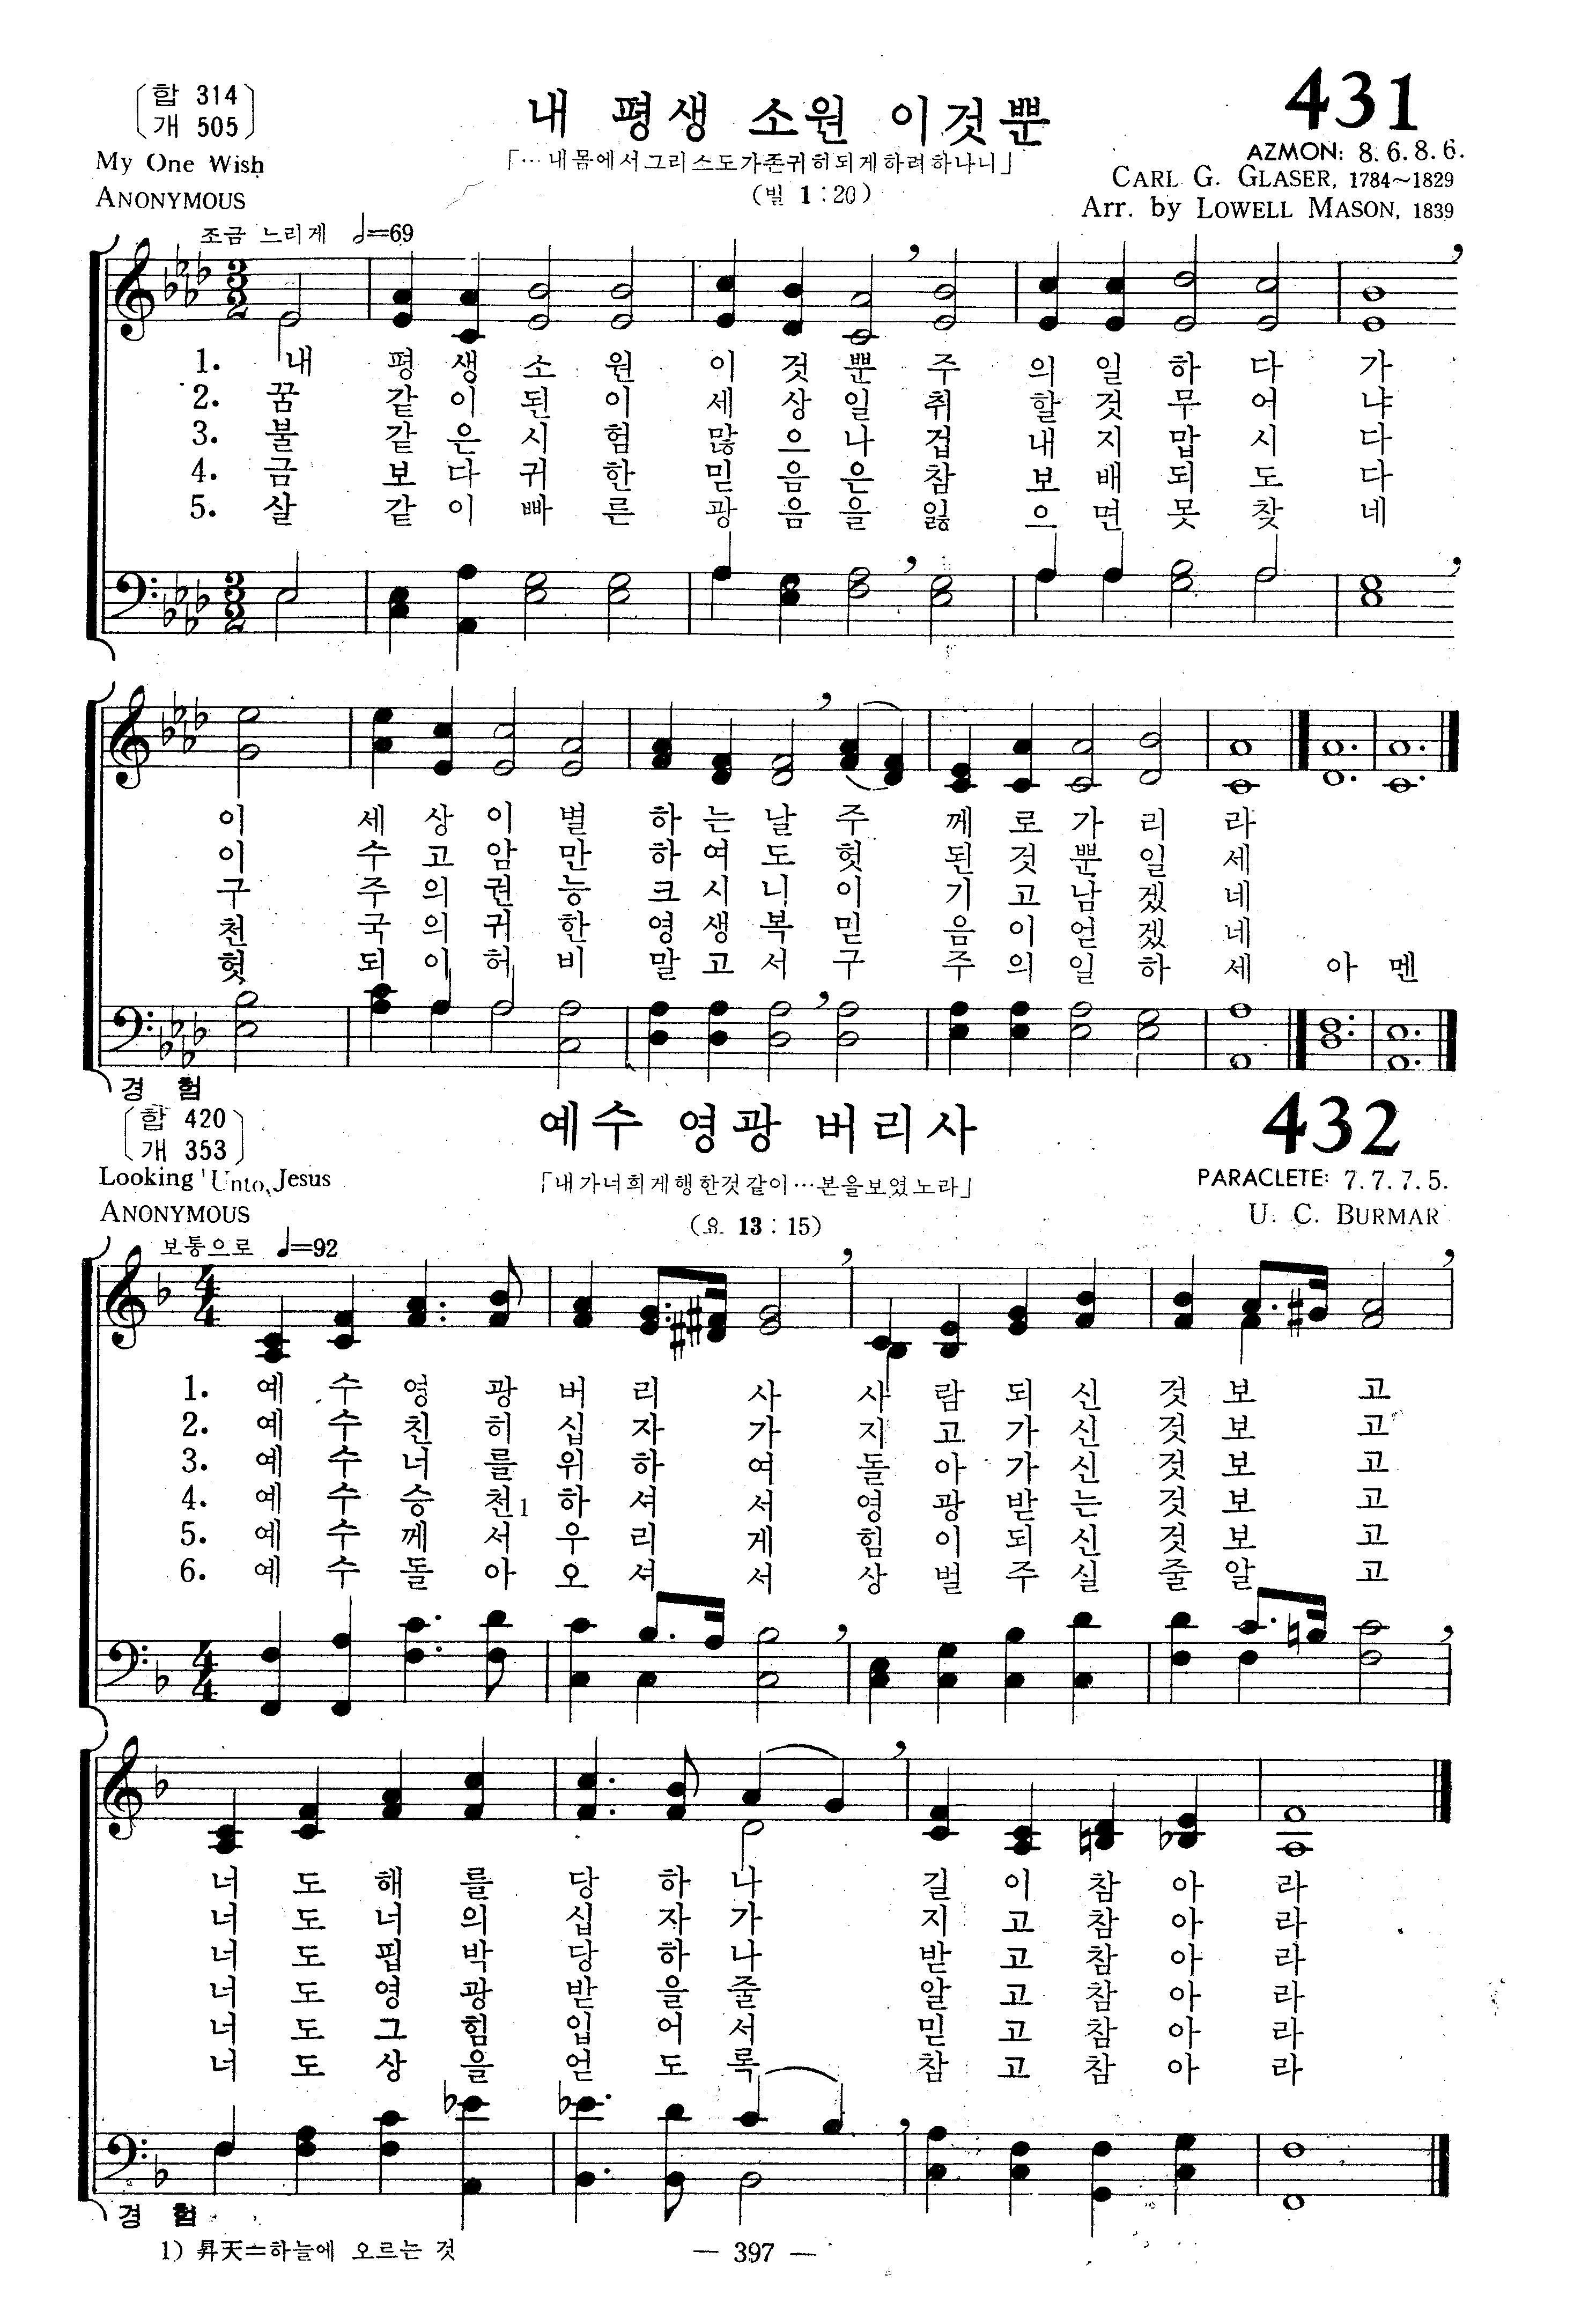 합 314
개 505
내 평생 소원 이것뿐
431
My One Wish
「…내몸에서그리스도가존귀히되게하려하나니」
AZMON: 8.6.8.6.
ANONYMOUS
(빌 1:20)
CARL G. GLASER, 1784~1829
Arr. by LOWELL MASON, 1839
조금 느리게 ♩=69
1. 내 평 생 소 원 이 것 뿐 주 의 일 하 다 가
2. 꿈 같 이 된 이 세 상 일 취 할 것 무 어 냐
3. 불 같 은 시 험 많 으 나 겁 내 지 맙 시 다
4. 금 보 다 귀 한 믿 음 은 참 보 배 되 도 다
5. 살 같 이 빠 른 광 음 을 잃 으 면 못 찾 네
이 세 상 이 별 하 는 날 주 께 로 가 리 라
이 수 고 암 만 하 여 도 헛 된 것 뿐 일 세
구 주 의 권 능 크 시 니 이 기 고 남 겠 네
천 국 의 귀 한 영 생 복 믿 음 이 얻 겠 네
헛 되 이 허 비 말 고 서 구 주 의 일 하 세 아 멘
경 험
합 420
개 353
예수 영광 버리사
432
Looking Unto Jesus
「내가너희게행한것같이…본을보였노라」
PARACLETE: 7.7.7.5.
ANONYMOUS
(요 13:15)
U. C. BURMAR
보통으로 ♩=92
1. 예 수 영 광 버 리 사 사 람 되 신 것 보 고
2. 예 수 친 히 십 자 가 지 고 가 신 것 보 고
3. 예 수 너 를 위 하 여 돌 아 가 신 것 보 고
4. 예 수 승 천1 하 셔 서 영 광 받 는 것 보 고
5. 예 수 께 서 우 리 게 힘 이 되 신 것 보 고
6. 예 수 돌 아 오 셔 서 상 벌 주 실 줄 알 고
너 도 해 를 당 하 나 길 이 참 아 라
너 도 너 의 십 자 가 지 고 참 아 라
너 도 핍 박 당 하 나 받 고 참 아 라
너 도 영 광 받 을 줄 알 고 참 아 라
너 도 그 힘 입 어 서 믿 고 참 아 라
너 도 상 을 얻 도 록 참 고 참 아 라
경 험
1) 昇天=하늘에 오르는 것
— 397 —